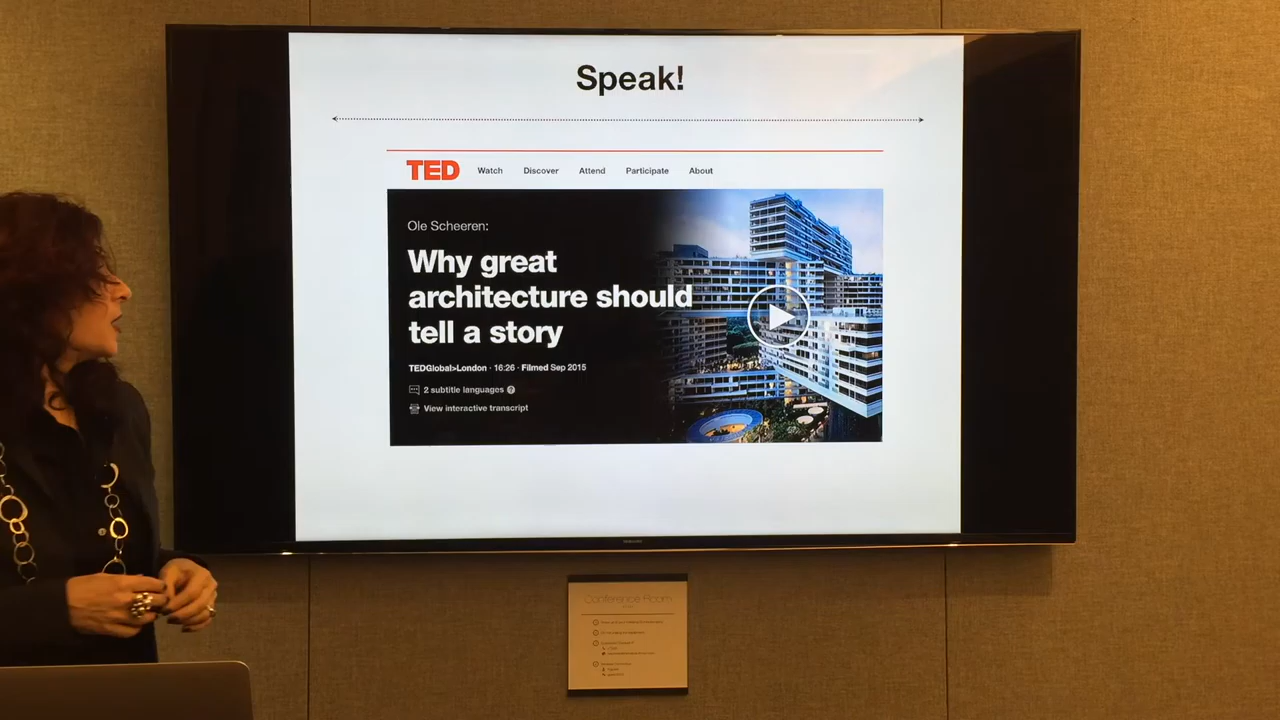 Speak!
TED Watch Discover Attend Participate About
Ole Scheeren:
Why great
architecture should
tell a story
TEDGlobal>London · 16:26 · Filmed Sep 2015
2 subtitle languages ?
View interactive transcript
Conference Room